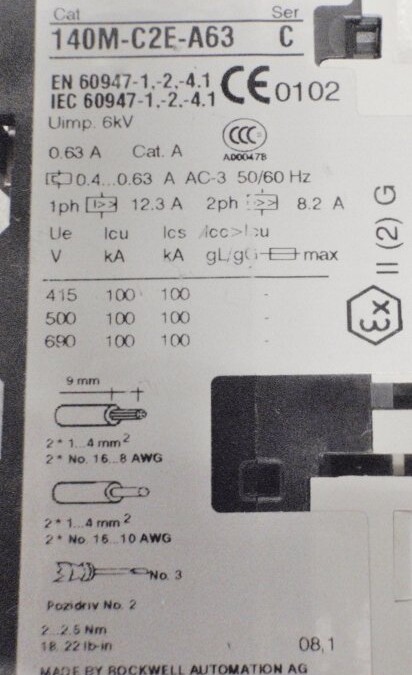 Cat Ser
140M-C2E-A63 C
EN 60947-1,-2,-4.1
IEC 60947-1,-2,-4.1
CE 0102
Uimp. 6kV
CCC
A000478
0.63 A Cat. A
0.4...0.63 A AC-3 50/60 Hz
1ph I>> 12.3 A 2ph I>> 8.2 A
Ue Icu Ics Icc>Icu
V kA kA gL/gG max
415 100 100 -
500 100 100 -
690 100 100 -
II (2) G
Ex
9 mm
2 * 1...4 mm²
2 * No. 16...8 AWG
2 * 1...4 mm²
2 * No. 16...10 AWG
No. 3
Pozidriv No. 2
2...2.5 Nm
18...22 lb-in
08,1
MADE BY ROCKWELL AUTOMATION AG